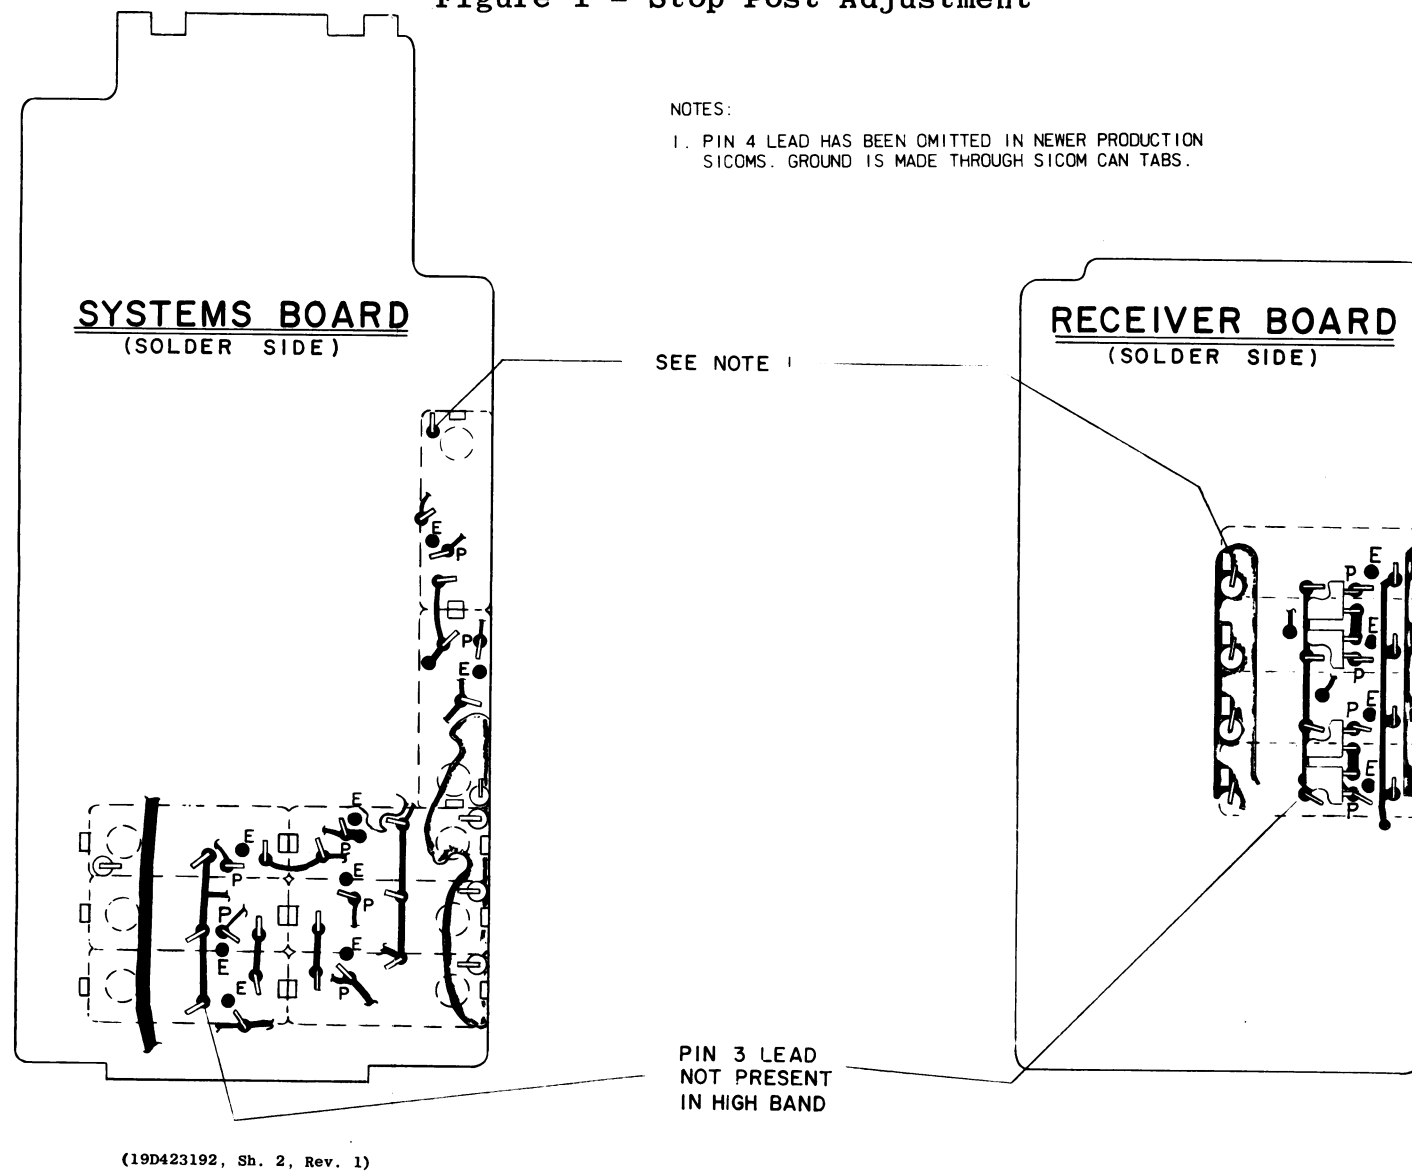 Figure 1 - Stop Post Adjustment
NOTES:
1. PIN 4 LEAD HAS BEEN OMITTED IN NEWER PRODUCTION
SICOMS. GROUND IS MADE THROUGH SICOM CAN TABS.
SYSTEMS BOARD
(SOLDER SIDE)
RECEIVER BOARD
(SOLDER SIDE)
SEE NOTE 1
E
P
P
E
E
E
P
P
E
P
P
E
E
E
P
P
E
E
P
P
E
E
P
PIN 3 LEAD
NOT PRESENT
IN HIGH BAND
(19D423192, Sh. 2, Rev. 1)